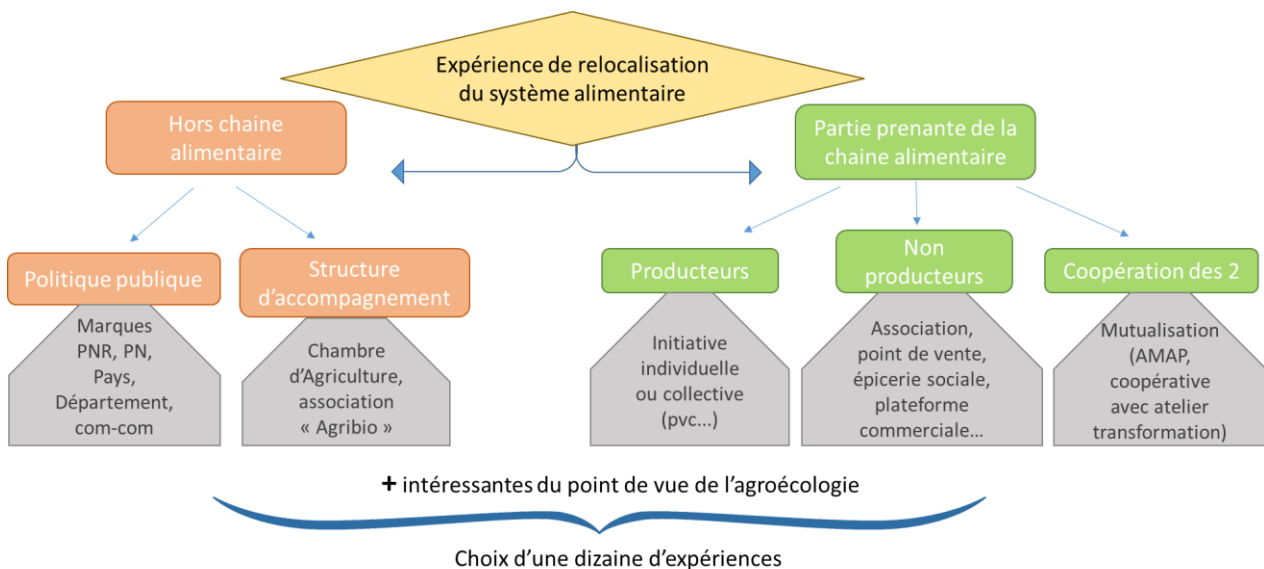 Expérience de relocalisation
du système alimentaire
Hors chaine
alimentaire
Partie prenante de la
chaine alimentaire
Politique publique
Structure
d'accompagnement
Producteurs
Non
producteurs
Coopération des 2
Marques
PNR, PN,
Pays,
Département,
com-com
Chambre
d'Agriculture,
association
« Agribio »
Initiative
individuelle
ou collective
(pvc...)
Association,
point de vente,
épicerie sociale,
plateforme
commerciale…
Mutualisation
(AMAP,
coopérative
avec atelier
transformation)
+ intéressantes du point de vue de l'agroécologie
Choix d'une dizaine d'expériences